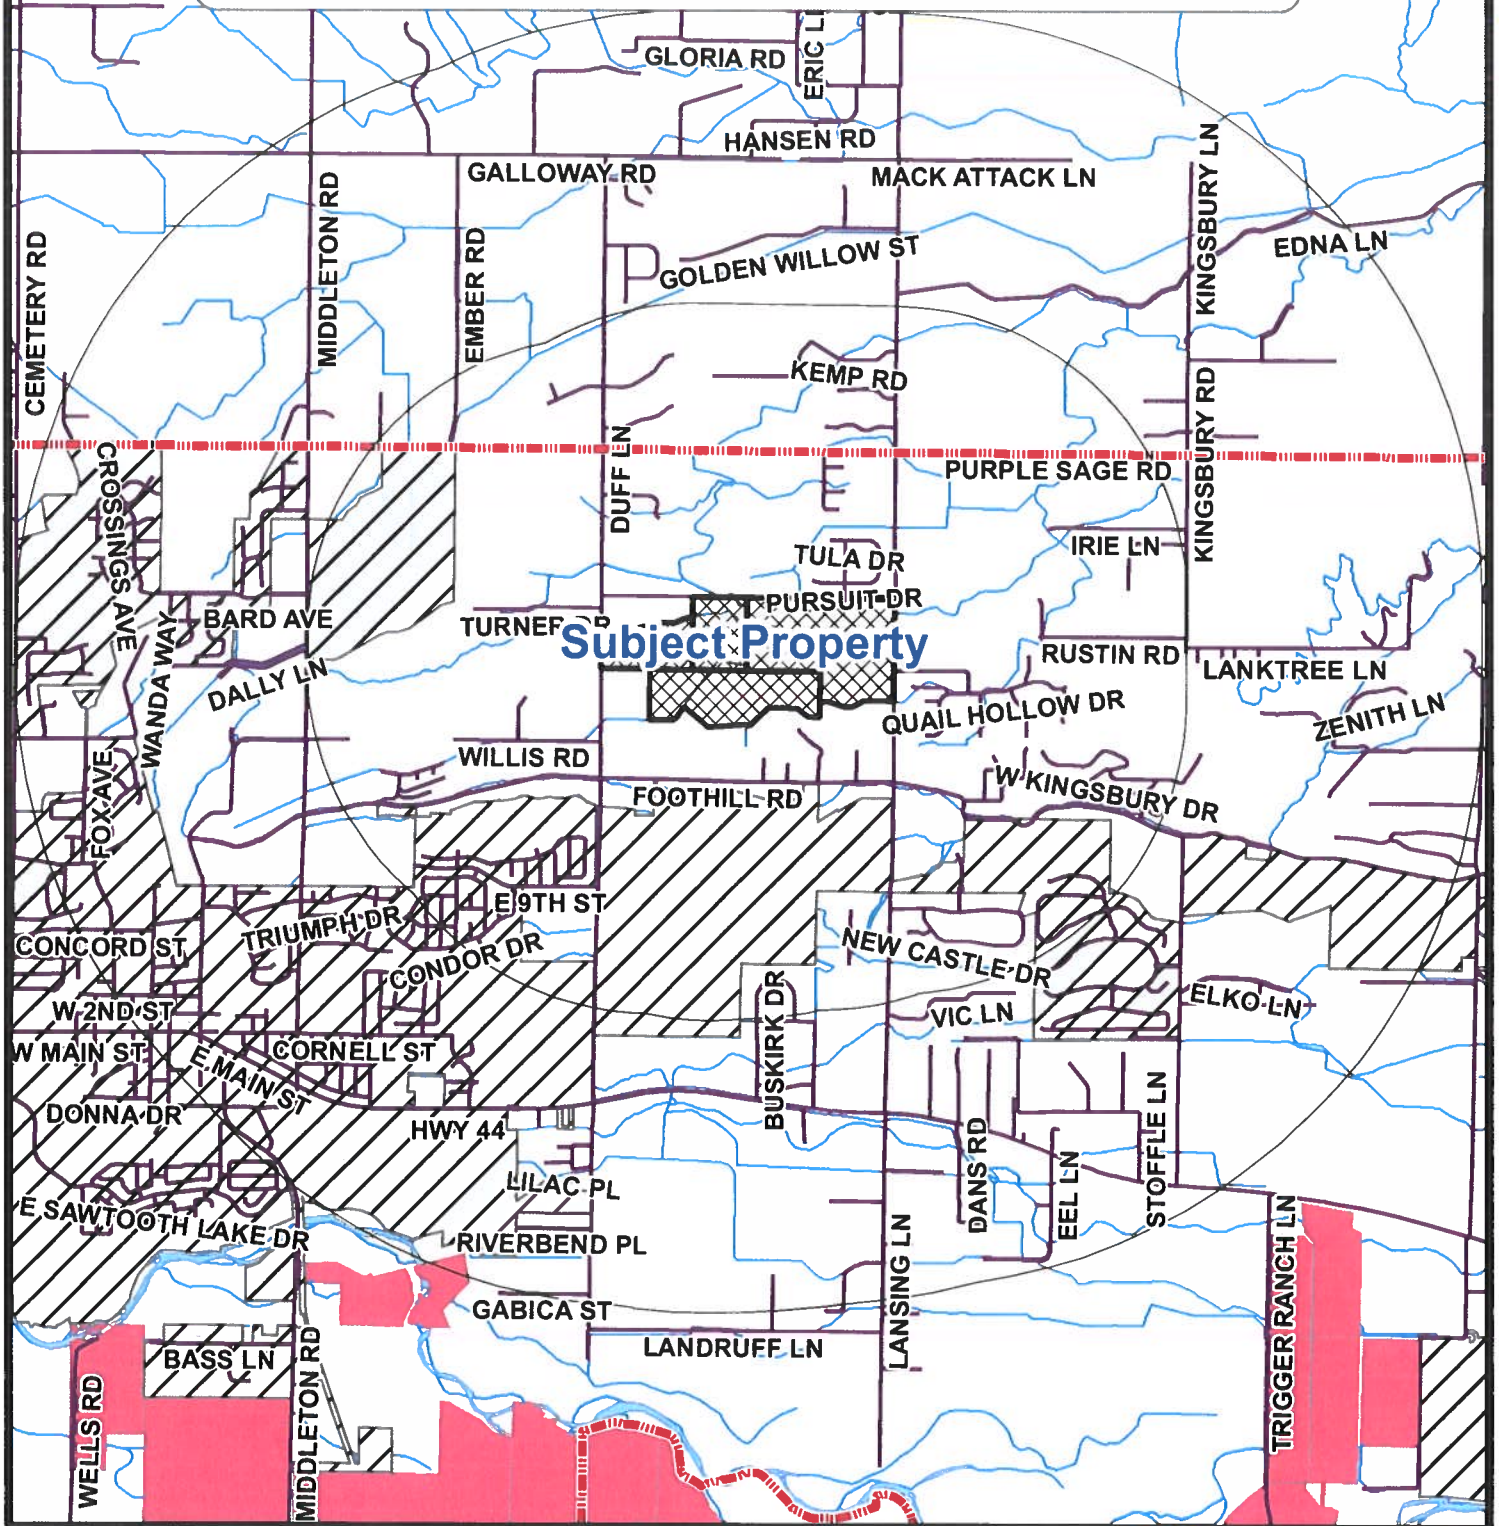 GLORIA RD
ERIC L
HANSEN RD
GALLOWAY RD
MACK ATTACK LN
KINGSBURY LN
EDNA LN
CEMETERY RD
MIDDLETON RD
EMBER RD
GOLDEN WILLOW ST
KEMP RD
KINGSBURY RD
DUFF LN
PURPLE SAGE RD
CROSSINGS AVE
TULA DR
IRIE LN
PURSUIT DR
BARD AVE
TURNER DR
Subject Property
RUSTIN RD
LANKTREE LN
WANDA WAY
DALLY LN
QUAIL HOLLOW DR
ZENITH LN
WILLIS RD
FOX AVE
FOOTHILL RD
W KINGSBURY DR
E 9TH ST
TRIUMPH DR
CONCORD ST
CONDOR DR
NEW CASTLE DR
W 2ND ST
BUSKIRK DR
VIC LN
ELKO LN
W MAIN ST
E MAIN ST
CORNELL ST
DONNA DR
HWY 44
DANS RD
EEL LN
STOFFLE LN
LILAC PL
E SAWTOOTH LAKE DR
RIVERBEND PL
LANSING LN
TRIGGER RANCH LN
GABICA ST
LANDRUFF LN
BASS LN
WELLS RD
MIDDLETON RD